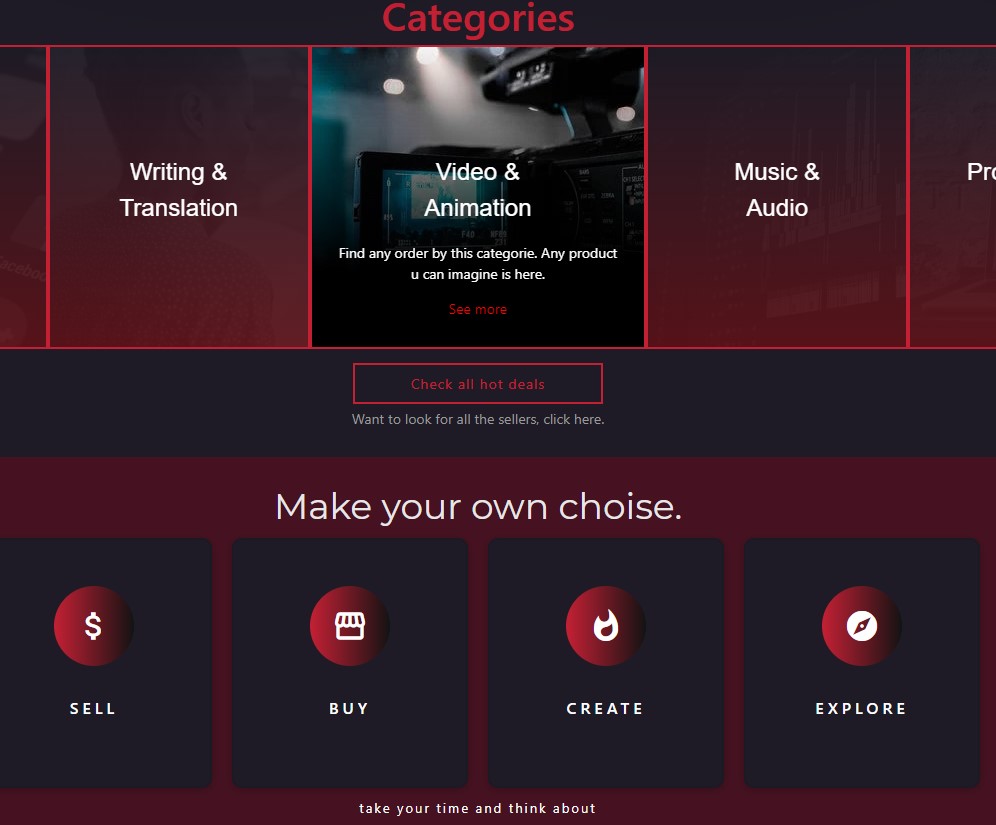 Categories
Writing &
Translation
Video &
Animation
Find any order by this categorie. Any product
u can imagine is here.
See more
Music &
Audio
Pro
Check all hot deals
Want to look for all the sellers, click here.
Make your own choise.
SELL
BUY
CREATE
EXPLORE
take your time and think about